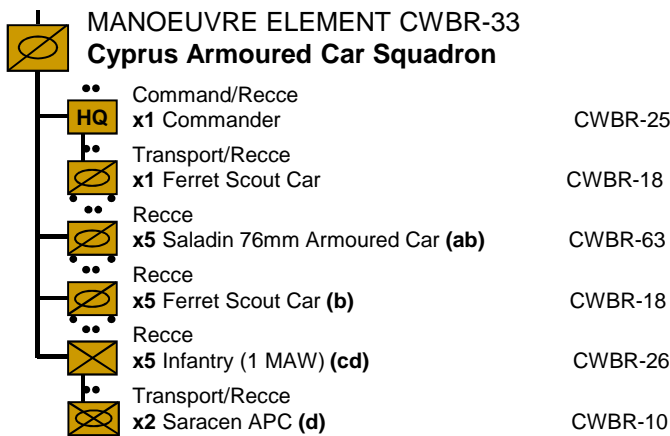 MANOEUVRE ELEMENT CWBR-33
Cyprus Armoured Car Squadron
Command/Recce
HQ x1 Commander CWBR-25
Transport/Recce
x1 Ferret Scout Car CWBR-18
Recce
x5 Saladin 76mm Armoured Car (ab) CWBR-63
Recce
x5 Ferret Scout Car (b) CWBR-18
Recce
x5 Infantry (1 MAW) (cd) CWBR-26
Transport/Recce
x2 Saracen APC (d) CWBR-10